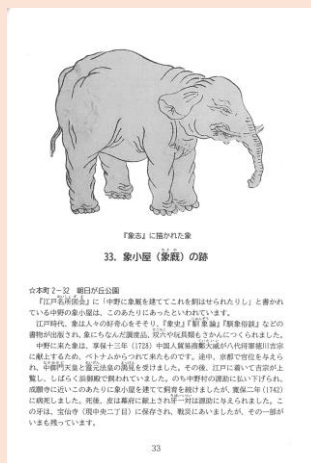 『象志』に描かれた象
33. 象小屋（象厩）の跡
☆本町2－32　朝日が丘公園
『江戸名所図会』に「中野に象厩を建ててこれを飼はせられたりし」と書かれ
ている中野の象小屋は、このあたりにあったといわれています。
江戸時代、象は人々の好奇心をそそり、『象史』『馴象論』『馴象俗談』などの
書物が出版され、象にちなんだ調度品、双六や玩具類もさかんにつくられました。
中野に来た象は、享保十三年（1728）中国人貿易商鄭大威が八代将軍徳川吉宗
に献上するため、ベトナムからつれて来たものです。途中、京都で官位を与えら
れ、中御門天皇と霊元法皇の御覧を受けました。その後、江戸に着いて吉宗が上
覧し、しばらく浜御殿で飼われていました。のち中野村の源助に払い下げられ、
成願寺に近いこのあたりに象小屋を建てて飼育を続けましたが、寛保二年（1742）
に病死しました。死後、皮は幕府に献上され牙一対は源助に与えられました。こ
の牙は、宝仙寺（現中央二丁目）に保存され、戦災にあいましたが、その一部が
いまも残っています。
33